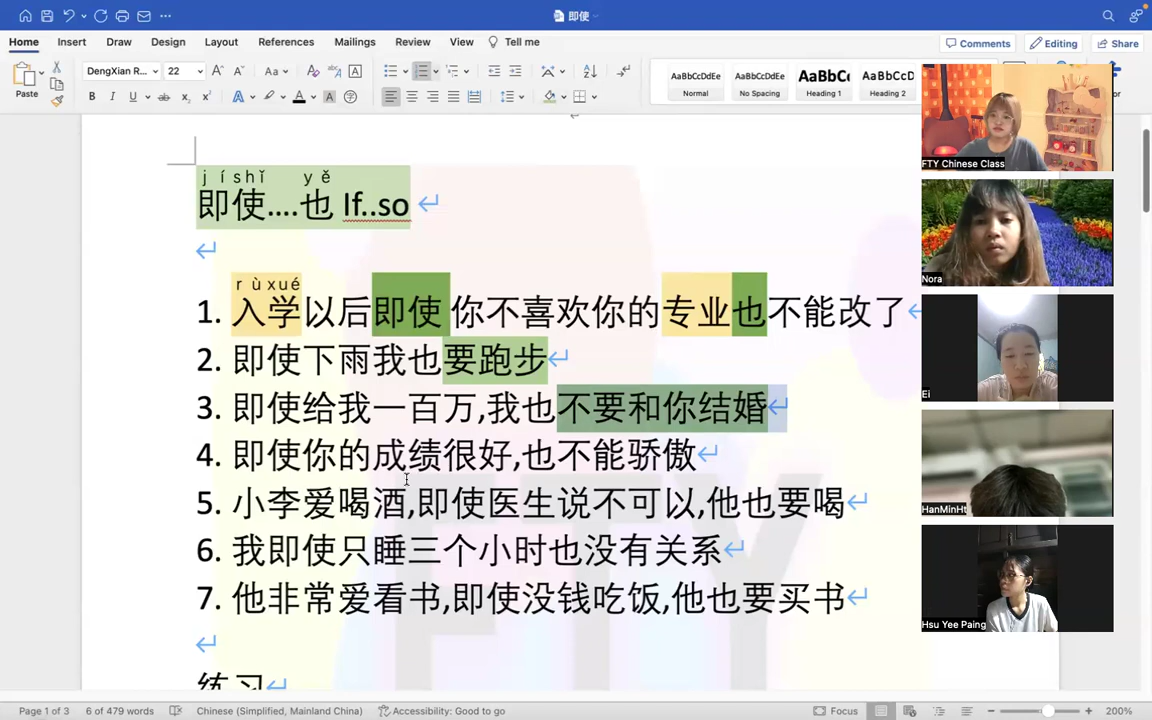 即使
Home Insert Draw Design Layout References Mailings Review View Tell me Comments Editing Share
Paste DengXian R... 22 Aa
AaBbCcDdEe AaBbCcDdEe AaBbCc AaBbCcD
B I U ab Normal No Spacing Heading 1 Heading 2
FTY Chinese Class
jíshǐ yě
即使....也 If..so
Nora
rùxué
1. 入学以后即使 你不喜欢你的专业也不能改了
2. 即使下雨我也要跑步
3. 即使给我一百万,我也不要和你结婚
Ei
4. 即使你的成绩很好,也不能骄傲
5. 小李爱喝酒,即使医生说不可以,他也要喝
HanMinHt
6. 我即使只睡三个小时也没有关系
7. 他非常爱看书,即使没钱吃饭,他也要买书
Hsu Yee Paing
FTY
练习
Page 1 of 3 6 of 479 words Chinese (Simplified, Mainland China) Accessibility: Good to go Focus 200%